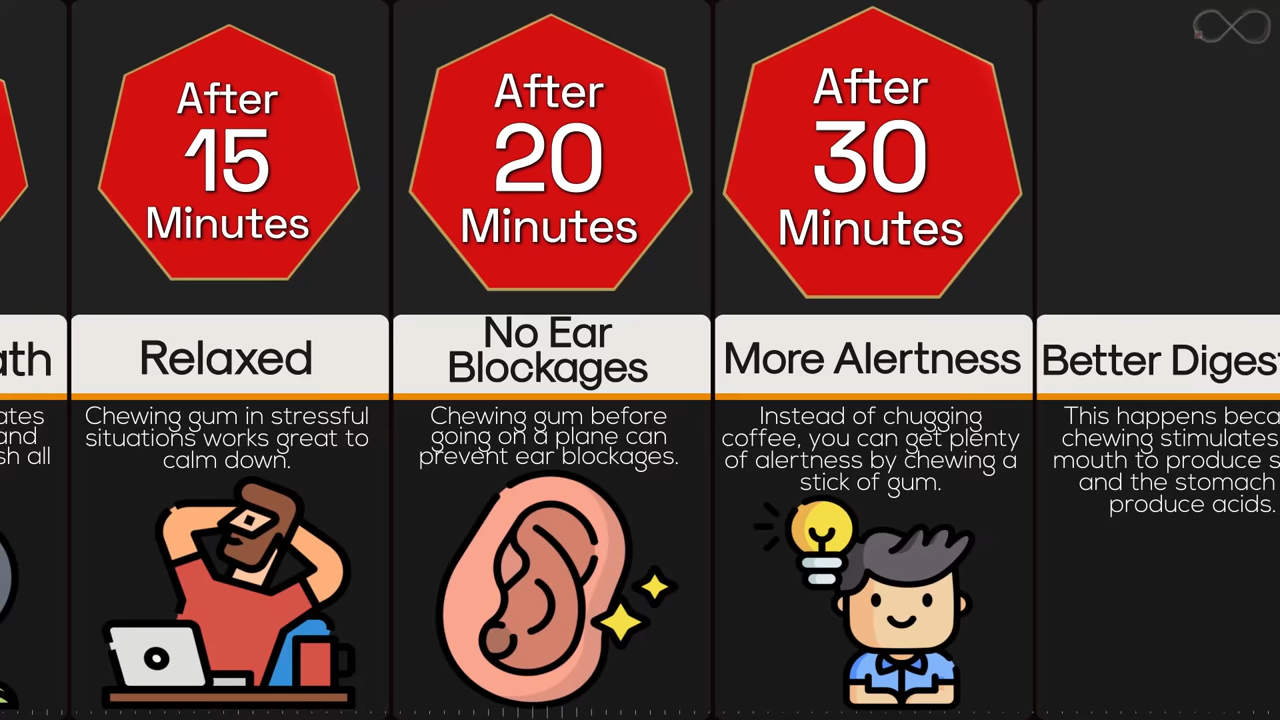 After
15
Minutes
Relaxed
Chewing gum in stressful
situations works great to
calm down.
After
20
Minutes
No Ear
Blockages
Chewing gum before
going on a plane can
prevent ear blockages.
After
30
Minutes
More Alertness
Instead of chugging
coffee, you can get plenty
of alertness by chewing a
stick of gum.
Better
This happens
chewing stimulates
mouth to produce
and the stomach
produce acids.
and
all